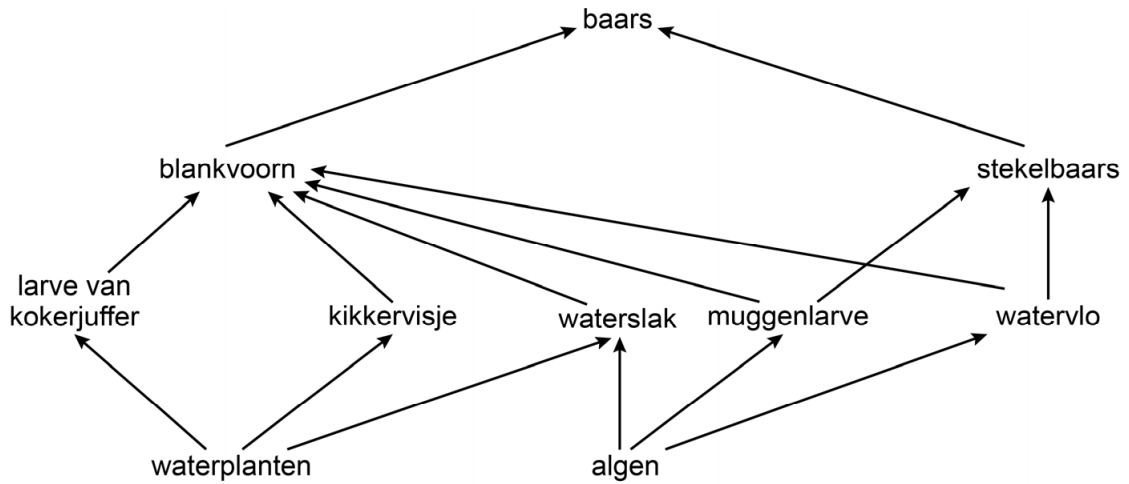 baars
blankvoorn
stekelbaars
larve van
kokerjuffer
kikkervisje
waterslak
muggenlarve
watervlo
waterplanten
algen